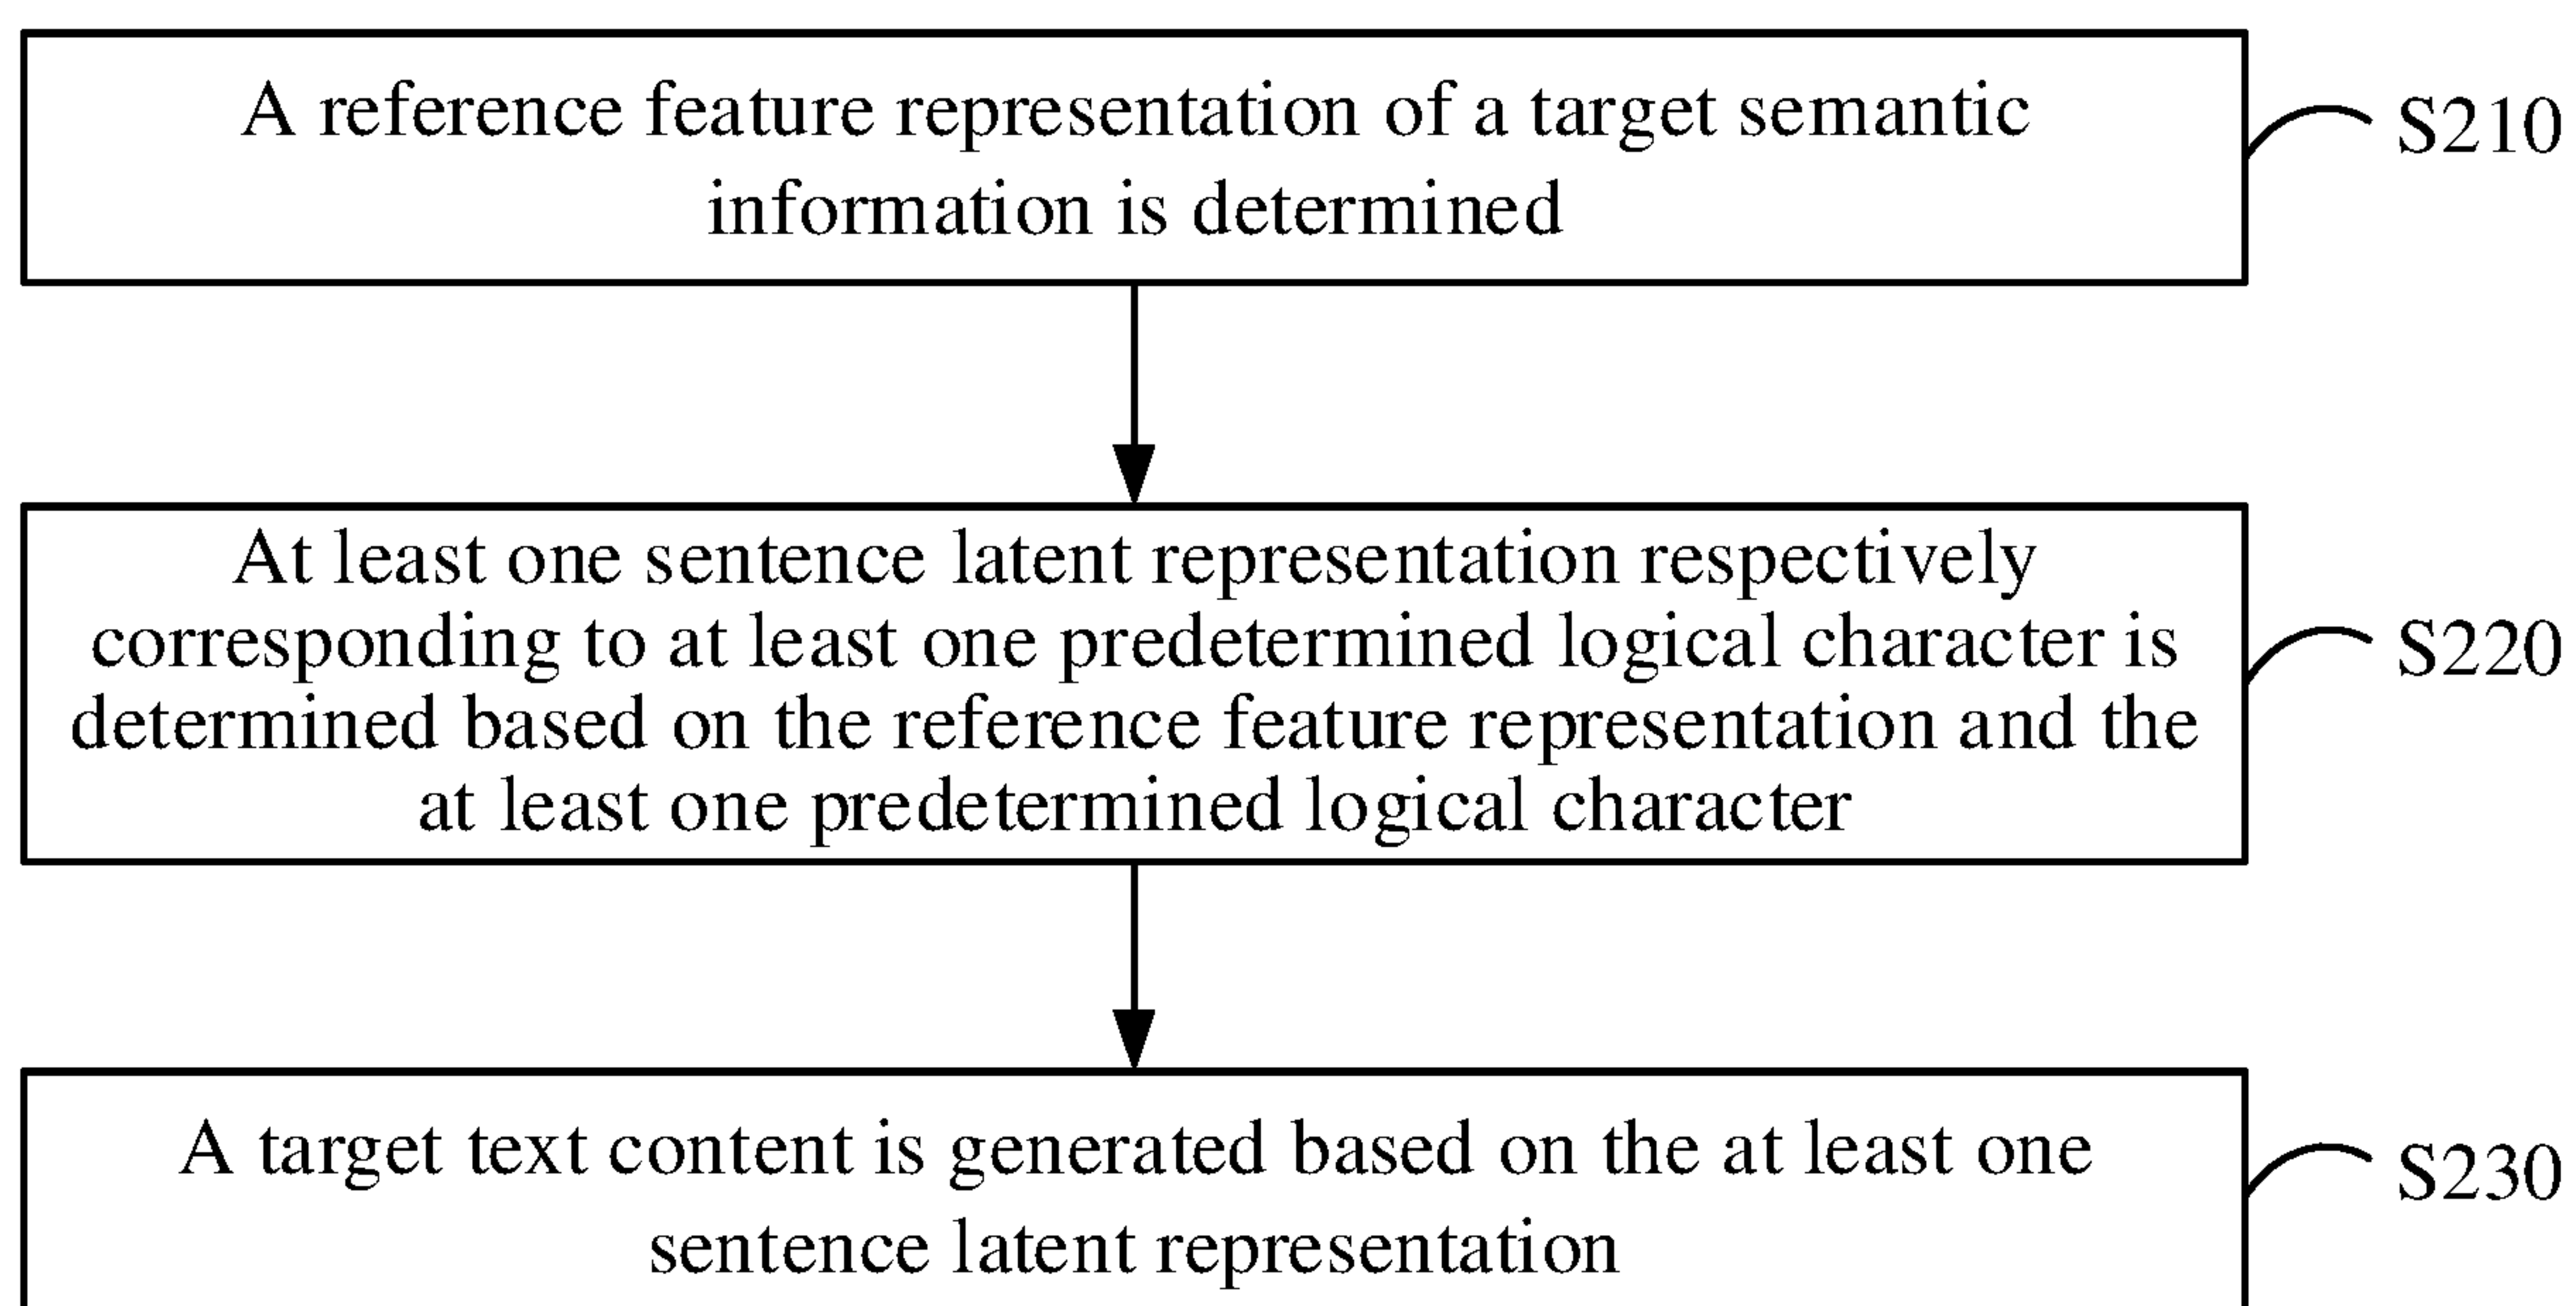 A reference feature representation of a target semantic
information is determined
S210
At least one sentence latent representation respectively
corresponding to at least one predetermined logical character is
determined based on the reference feature representation and the
at least one predetermined logical character
S220
A target text content is generated based on the at least one
sentence latent representation
S230